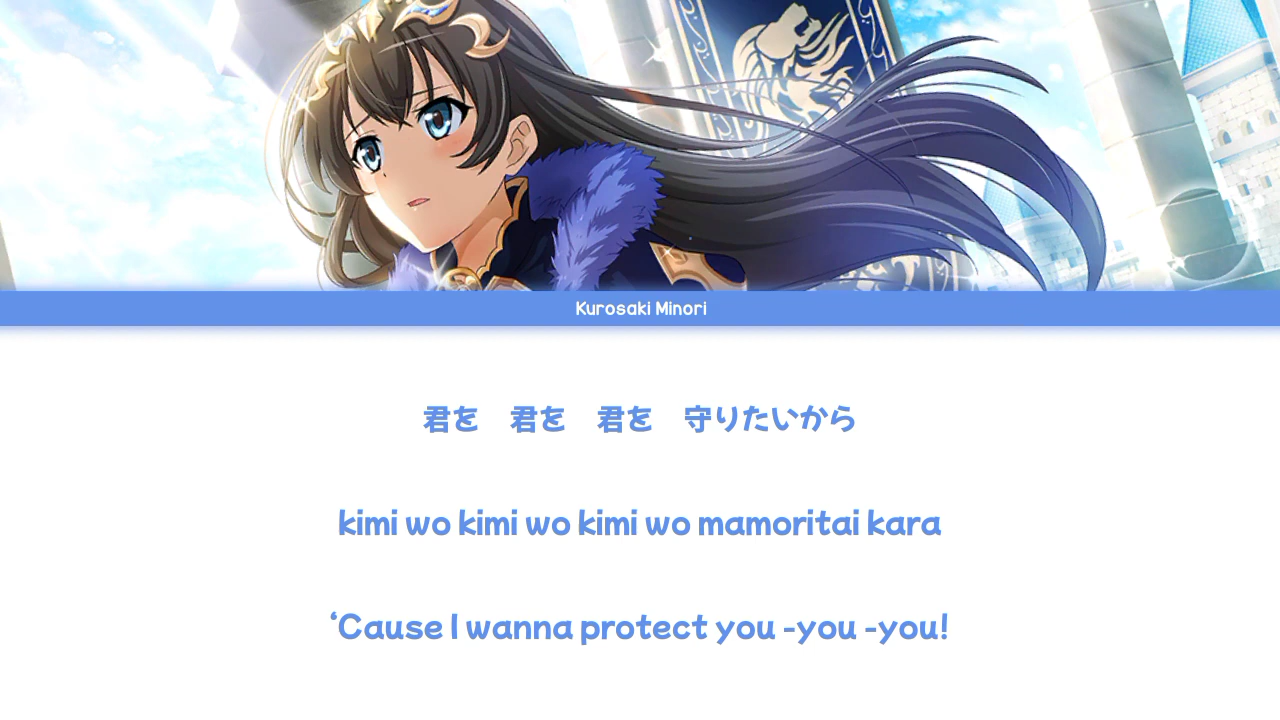 Kurosaki Minori
君を　君を　君を　守りたいから
kimi wo kimi wo kimi wo mamoritai kara
‘Cause I wanna protect you -you -you!